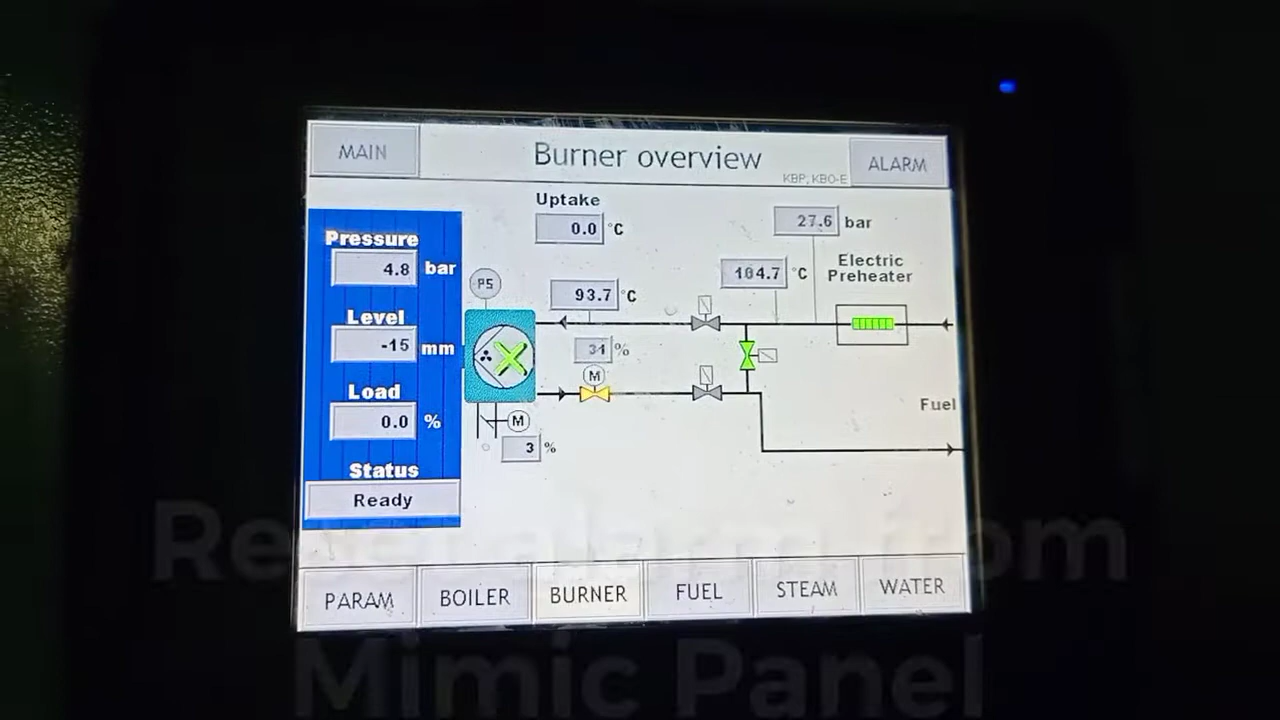 MAIN
Burner overview
KBP, KBO-E
ALARM
Uptake
0.0 °C
27.6 bar
Pressure
4.8 bar
Electric
Preheater
104.7 °C
PS
93.7 °C
Level
-15 mm
31 %
M
Load
0.0 %
M
3 %
Fuel
Status
Ready
from
PARAM
BOILER
BURNER
FUEL
STEAM
WATER
Mimic Panel